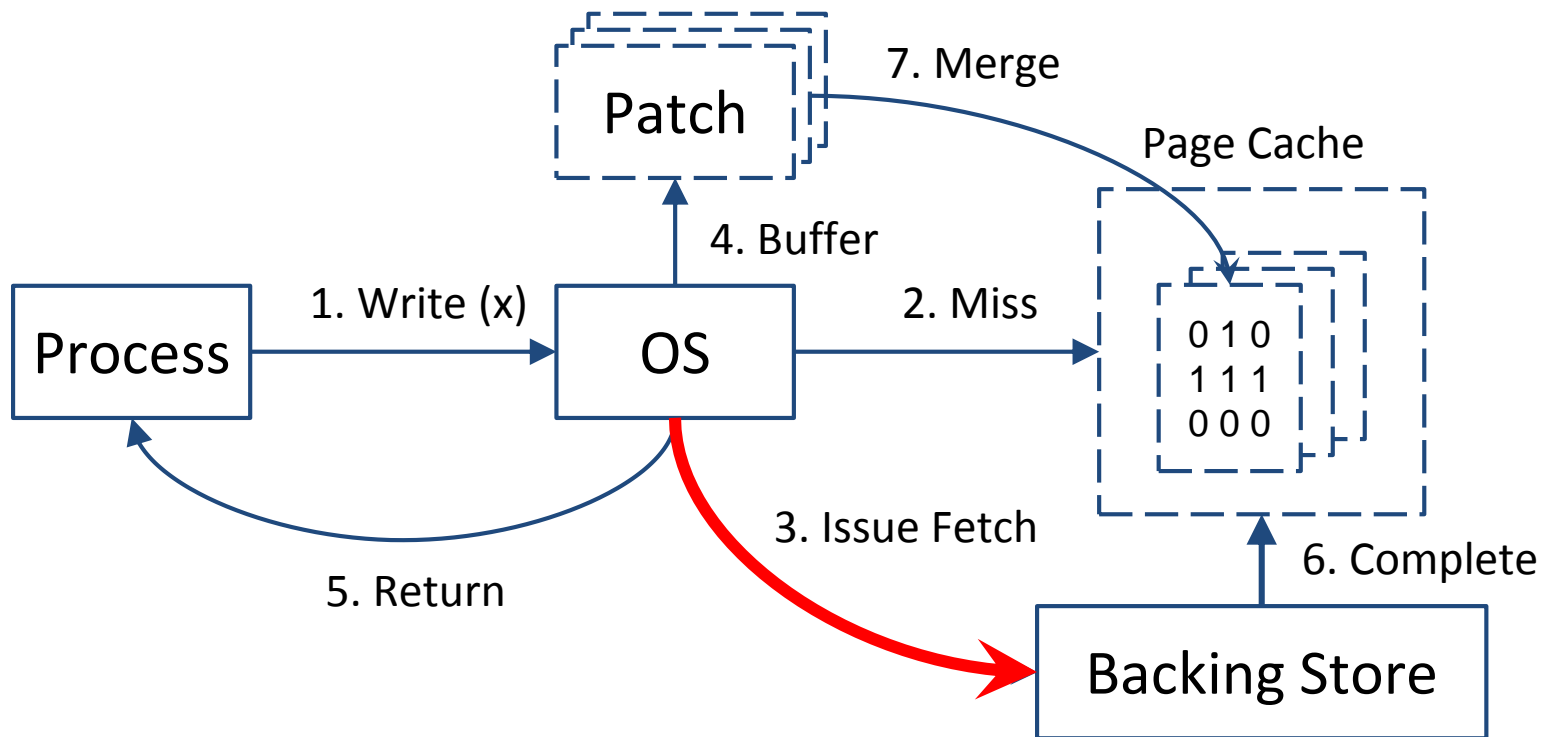 7. Merge
Patch
Page Cache
4. Buffer
1. Write (x)
2. Miss
Process
OS
0 1 0
1 1 1
0 0 0
3. Issue Fetch
6. Complete
5. Return
Backing Store